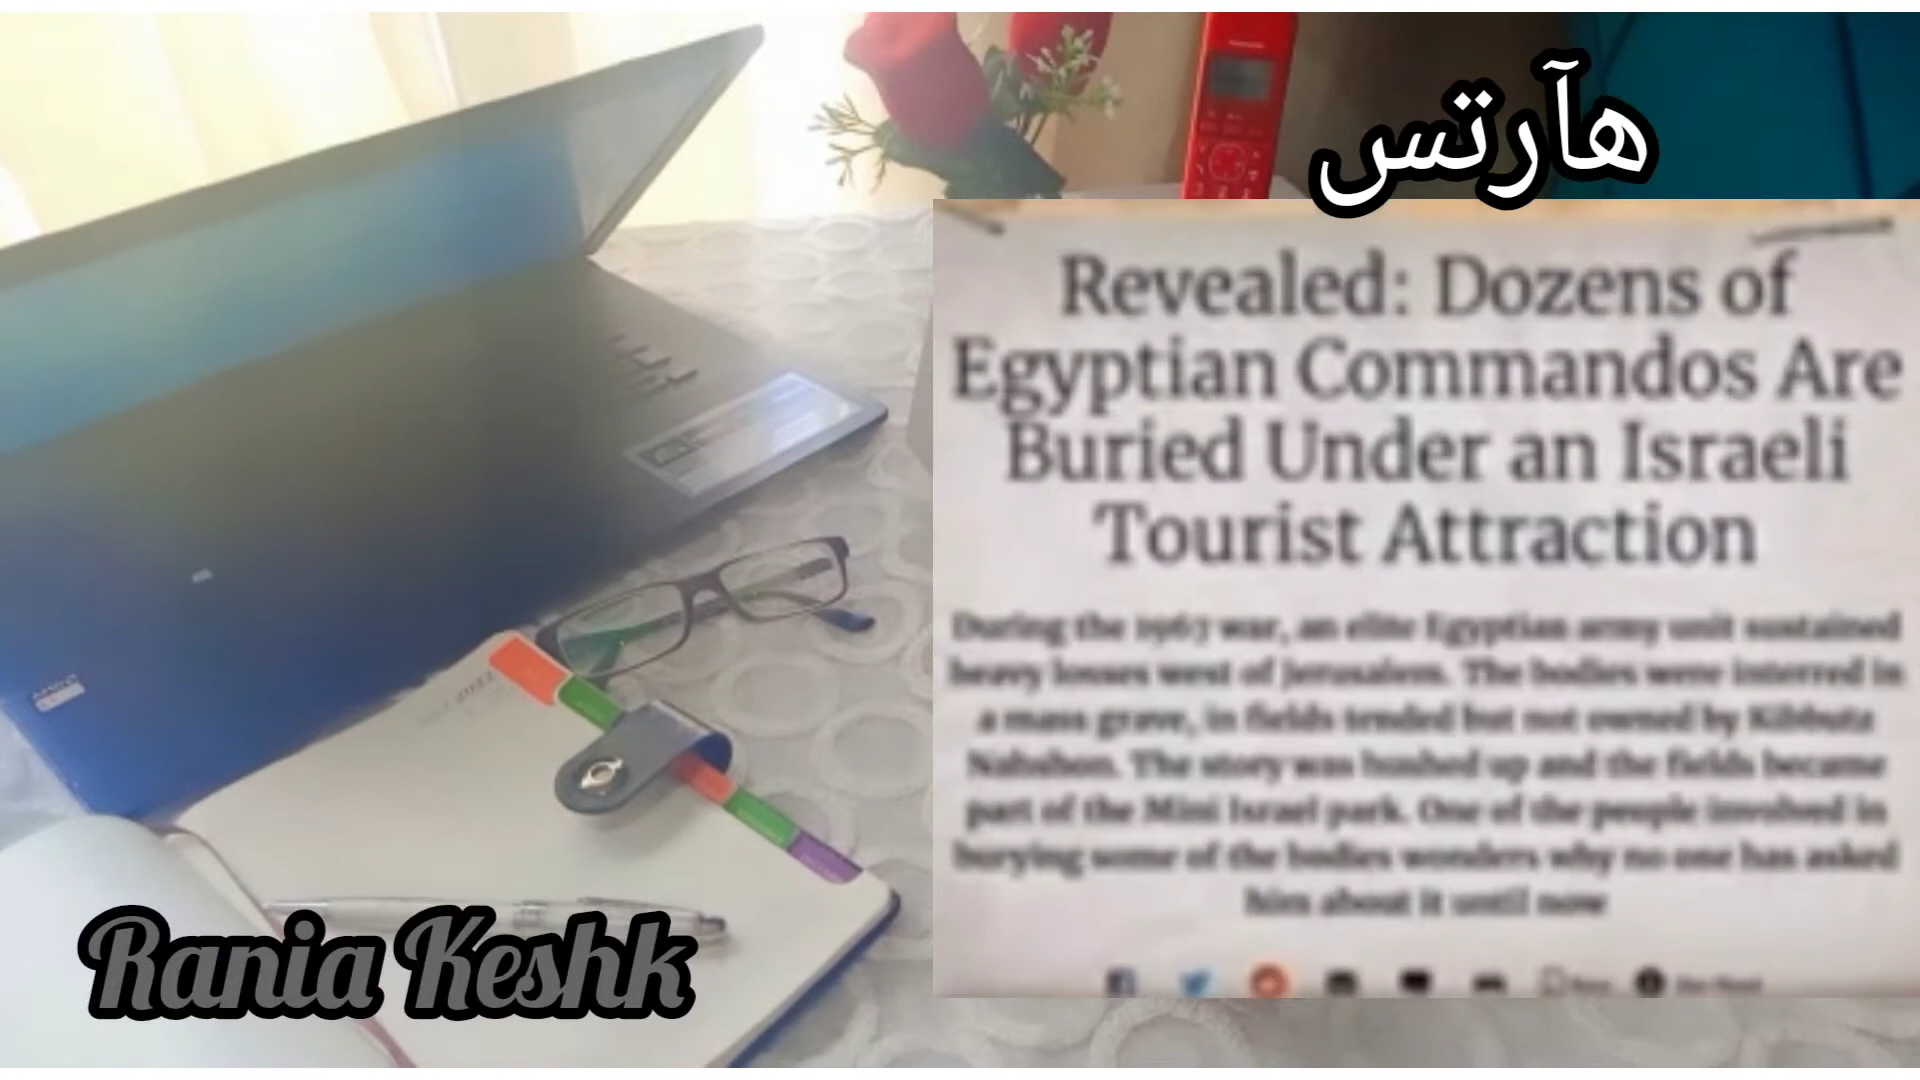 هآرتس
Revealed: Dozens of
Egyptian Commandos Are
Buried Under an Israeli
Tourist Attraction
During the 1967 war, an elite Egyptian army unit sustained
heavy losses west of Jerusalem. The bodies were interred in
a mass grave, in fields tended but not owned by Kibbutz
Nahshon. The story was hushed up and the fields became
part of the Mini Israel park. One of the people involved in
burying some of the bodies wonders why no one has asked
him about it until now
Rania Keshk